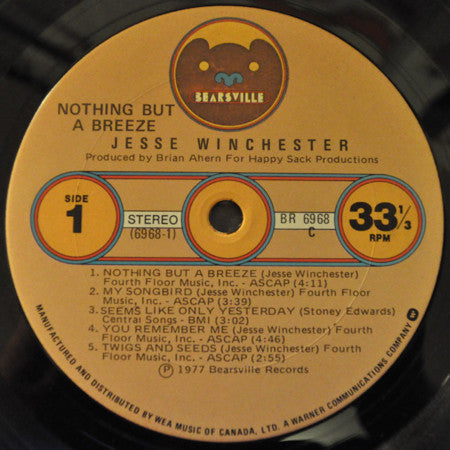 BEARSVILLE
NOTHING BUT
A BREEZE
JESSE WINCHESTER
Produced by Brian Ahern For Happy Sack Productions
SIDE
1
STEREO
(6968-1)
BR 6968
C
33 1/3
RPM
1. NOTHING BUT A BREEZE (Jesse Winchester)
Fourth Floor Music, Inc. - ASCAP (4:11)
2. MY SONGBIRD (Jesse Winchester) Fourth Floor
Music, Inc. - ASCAP (3:39)
3. SEEMS LIKE ONLY YESTERDAY (Stoney Edwards)
Central Songs - BMI (3:02)
4. YOU REMEMBER ME (Jesse Winchester) Fourth
Floor Music, Inc. - ASCAP (4:46)
5. TWIGS AND SEEDS (Jesse Winchester) Fourth
Floor Music, Inc. - ASCAP (2:55)
Ⓟ 1977 Bearsville Records
MANUFACTURED AND DISTRIBUTED BY WEA MUSIC OF CANADA, LTD. A WARNER COMMUNICATIONS COMPANY